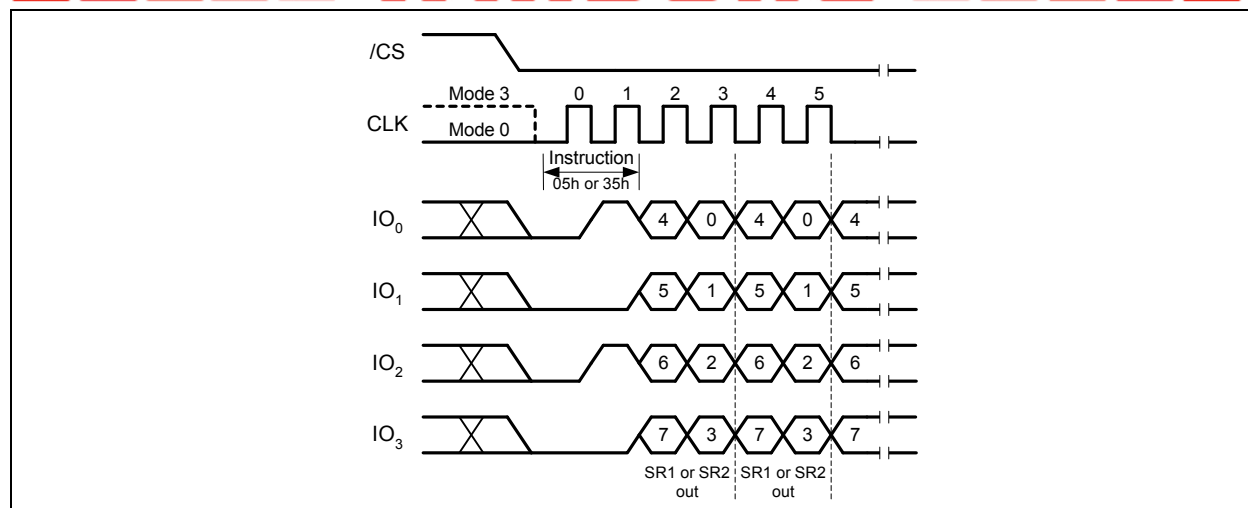 /CS
Mode 3 0 1 2 3 4 5
CLK Mode 0
Instruction
05h or 35h
IO0 4 0 4 0 4
IO1 5 1 5 1 5
IO2 6 2 6 2 6
IO3 7 3 7 3 7
SR1 or SR2 SR1 or SR2
out out